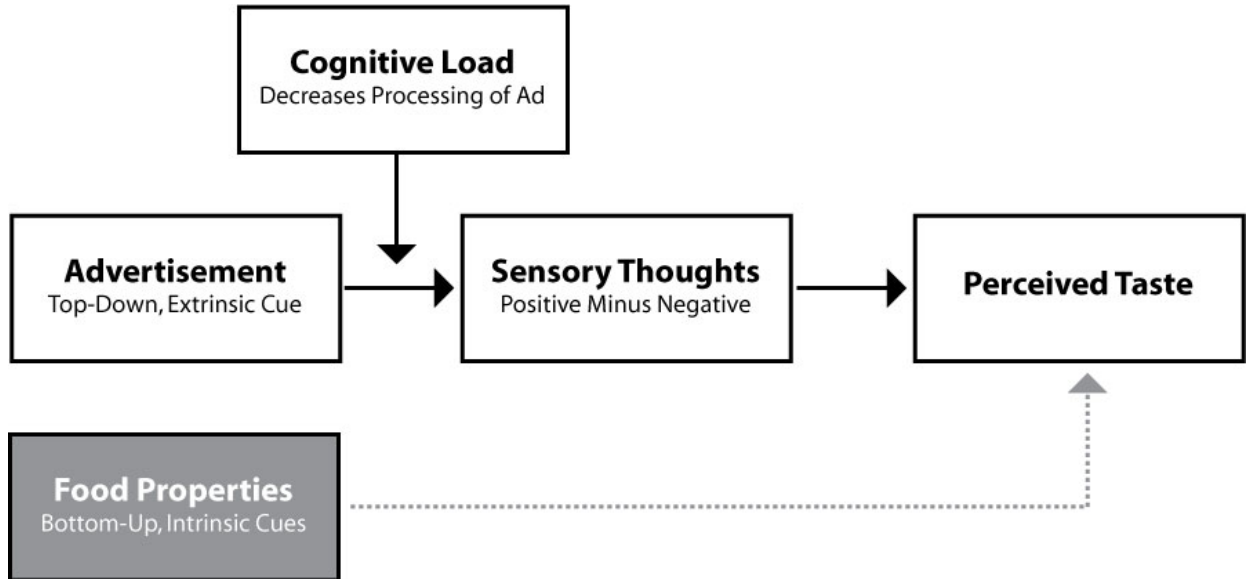 Cognitive Load
Decreases Processing of Ad
Advertisement
Top-Down, Extrinsic Cue
Sensory Thoughts
Positive Minus Negative
Perceived Taste
Food Properties
Bottom-Up, Intrinsic Cues